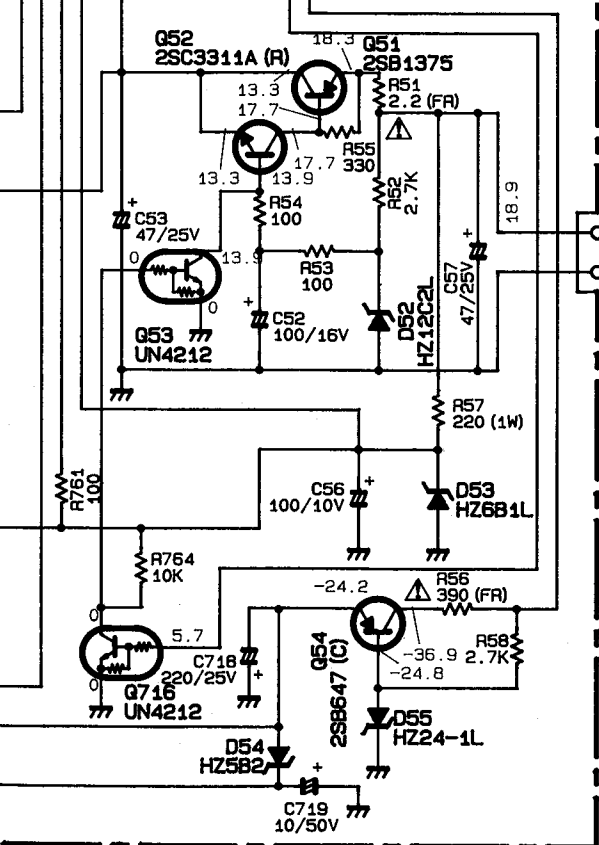 Q52
2SC3311A (R)
18.3
Q51
2SB1375
13.3
17.7
R51
2.2 (FR)
R55
330
17.7
13.3
13.9
R52
2.7K
18.9
R54
100
C53
47/25V
0
13.9
R53
100
C57
47/25V
0
C52
100/16V
D52
HZ12C2L
Q53
UN4212
R57
220 (1W)
R761
100
C56
100/10V
D53
HZ6B1L
R764
10K
-24.2
R56
390 (FR)
0
5.7
C718
220/25V
Q54
2SB647 (C)
-36.9
-24.8
R58
2.7K
0
Q716
UN4212
D55
HZ24-1L
D54
HZ5B2
C719
10/50V